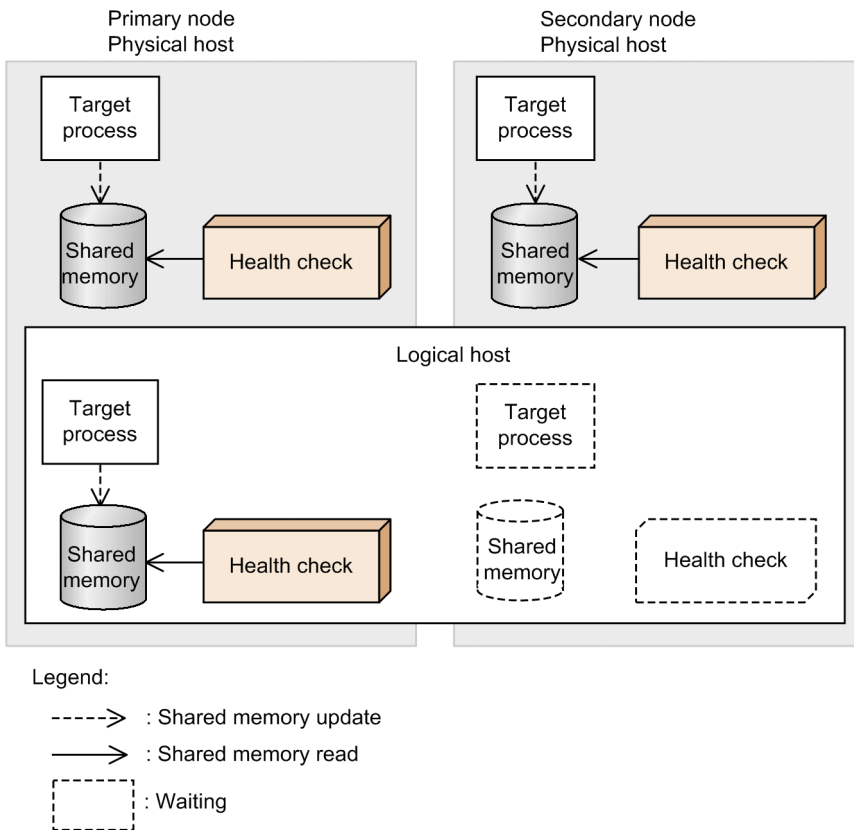 Primary node
Physical host
Secondary node
Physical host
Target
process
Shared
memory
Health check
Target
process
Shared
memory
Health check
Logical host
Target
process
Shared
memory
Health check
Target
process
Shared
memory
Health check
Legend:
: Shared memory update
: Shared memory read
: Waiting